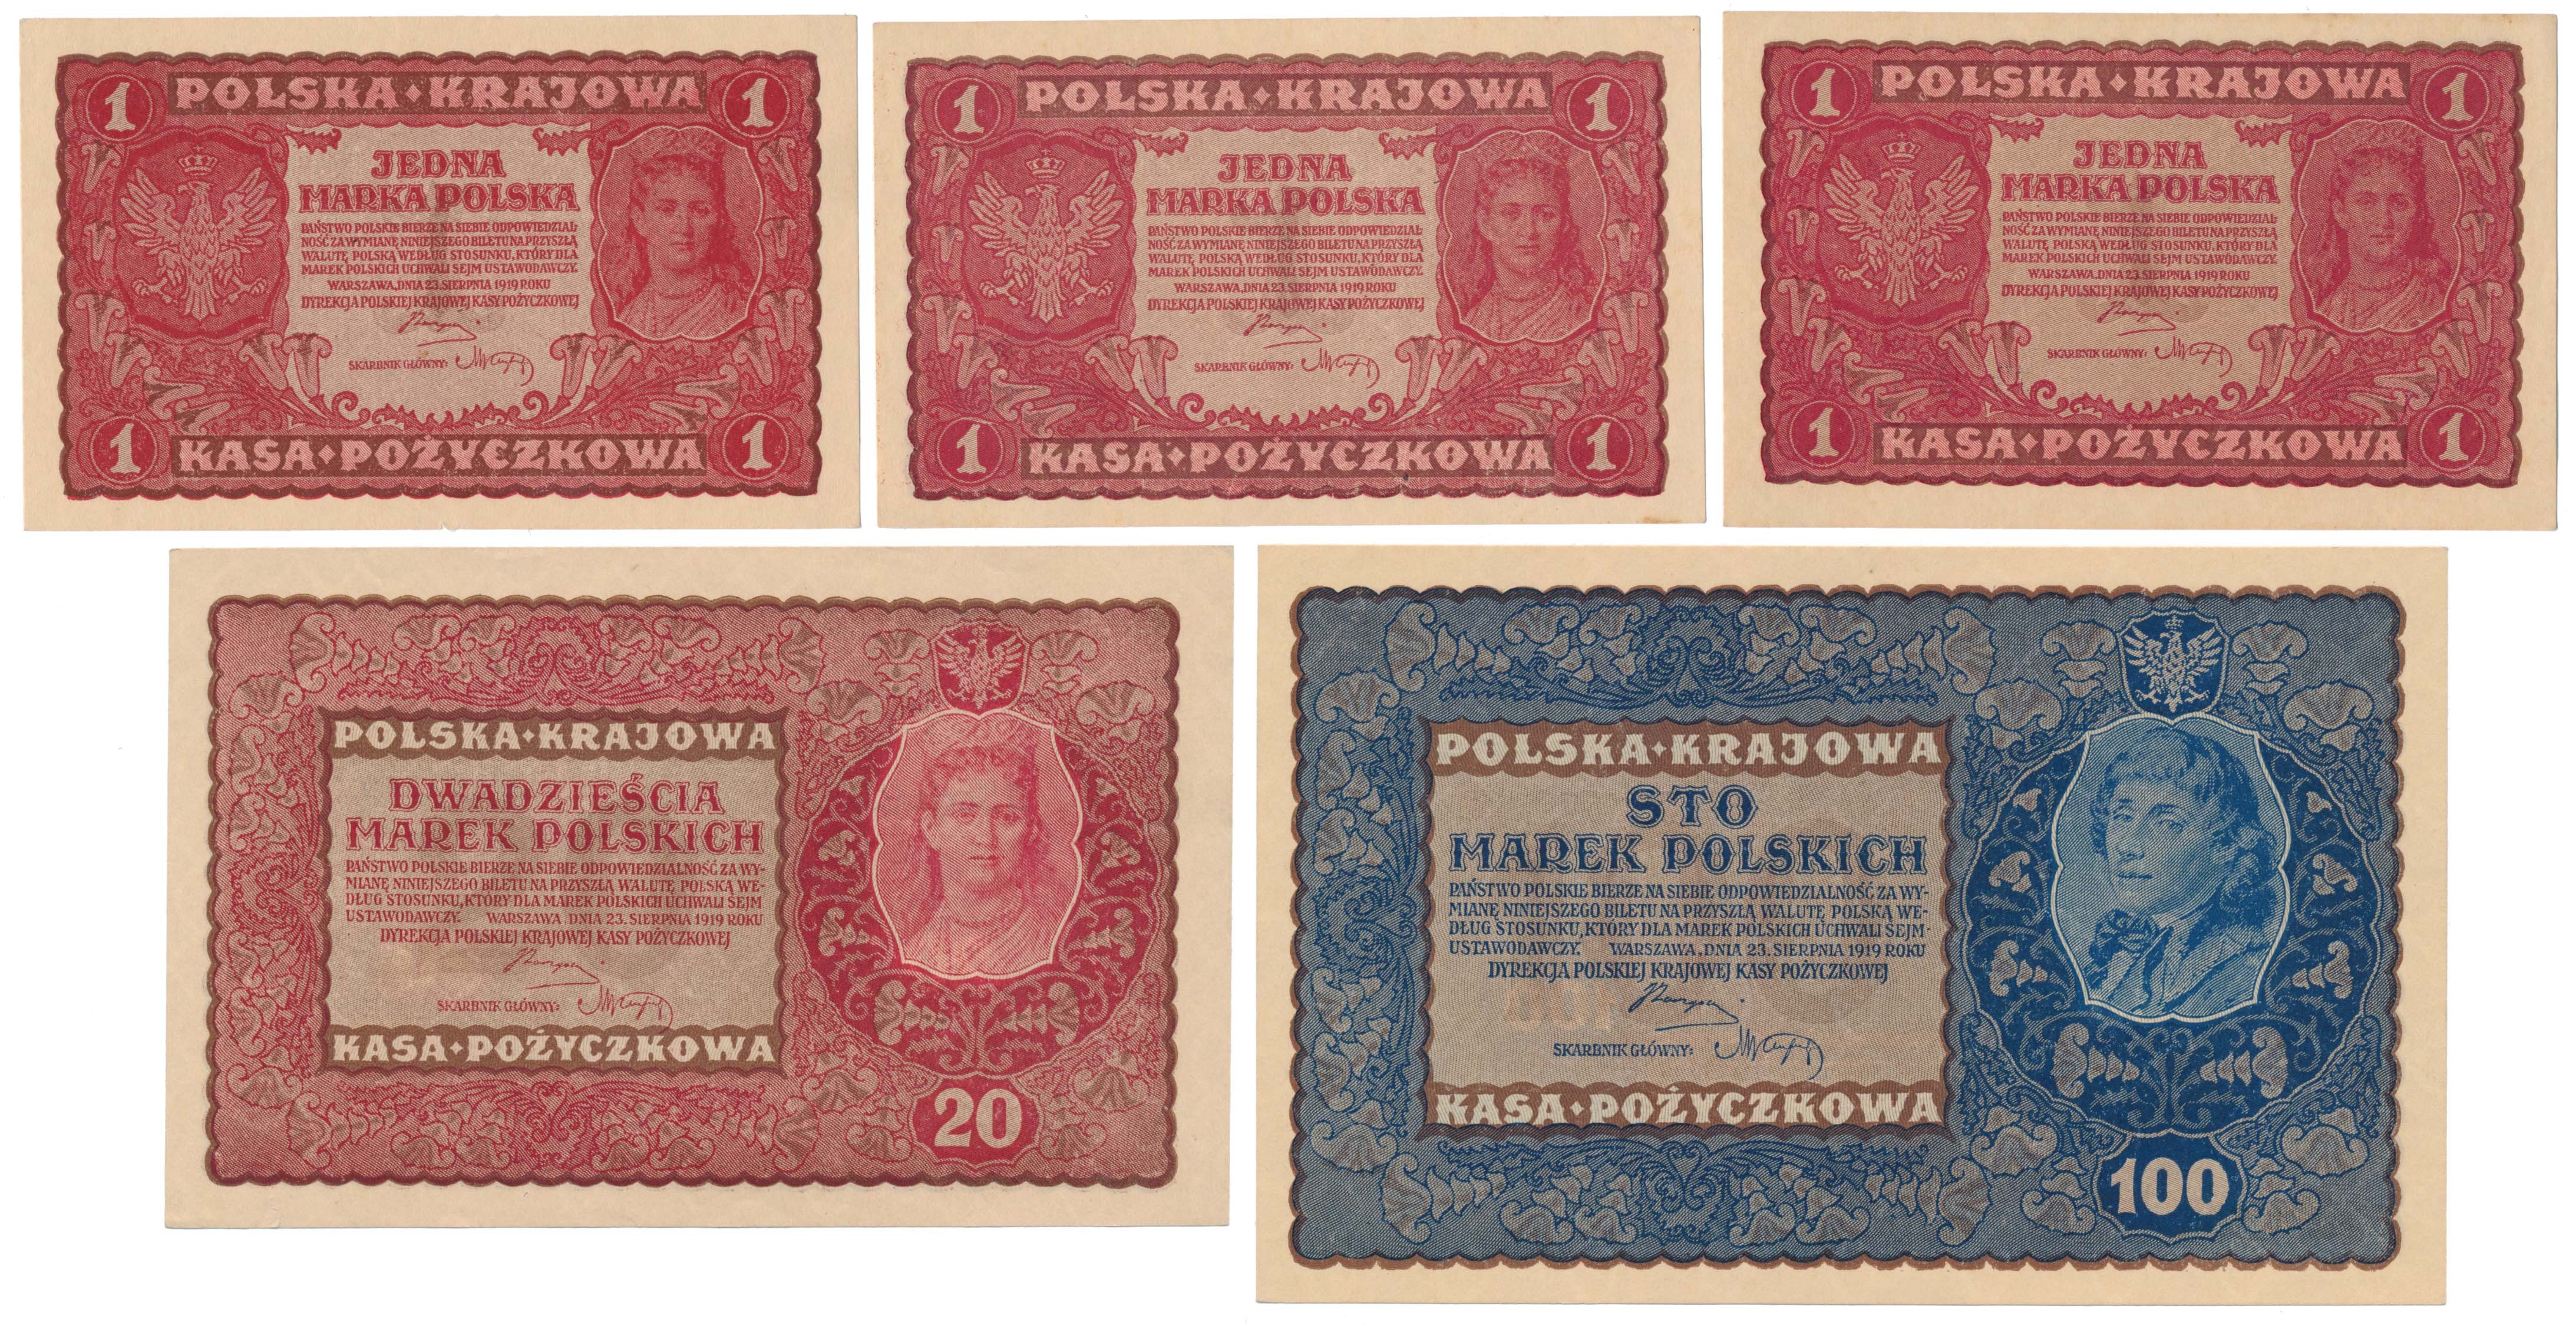 1 POLSKA·KRAJOWA 1
JEDNA
MARKA POLSKA
PAŃSTWO POLSKIE BIERZE NA SIEBIE ODPOWIEDZIAL-
NOŚĆ ZA WYMIANĘ NINIEJSZEGO BILETU NA PRZYSZŁĄ
WALUTĘ POLSKĄ WEDŁUG STOSUNKU, KTÓRY DLA
MAREK POLSKICH UCHWALI SEJM USTAWODAWCZY.
WARSZAWA, DNIA 23. SIERPNIA 1919 ROKU
DYREKCJA POLSKIEJ KRAJOWEJ KASY POŻYCZKOWEJ
SKARBNIK GŁÓWNY:
1 KASA·POŻYCZKOWA 1
1 POLSKA·KRAJOWA 1
JEDNA
MARKA POLSKA
PAŃSTWO POLSKIE BIERZE NA SIEBIE ODPOWIEDZIAL-
NOŚĆ ZA WYMIANĘ NINIEJSZEGO BILETU NA PRZYSZŁĄ
WALUTĘ POLSKĄ WEDŁUG STOSUNKU, KTÓRY DLA
MAREK POLSKICH UCHWALI SEJM USTAWODAWCZY.
WARSZAWA, DNIA 23. SIERPNIA 1919 ROKU
DYREKCJA POLSKIEJ KRAJOWEJ KASY POŻYCZKOWEJ
SKARBNIK GŁÓWNY:
1 KASA·POŻYCZKOWA 1
1 POLSKA·KRAJOWA 1
JEDNA
MARKA POLSKA
PAŃSTWO POLSKIE BIERZE NA SIEBIE ODPOWIEDZIAL-
NOŚĆ ZA WYMIANĘ NINIEJSZEGO BILETU NA PRZYSZŁĄ
WALUTĘ POLSKĄ WEDŁUG STOSUNKU, KTÓRY DLA
MAREK POLSKICH UCHWALI SEJM USTAWODAWCZY.
WARSZAWA, DNIA 23. SIERPNIA 1919 ROKU
DYREKCJA POLSKIEJ KRAJOWEJ KASY POŻYCZKOWEJ
SKARBNIK GŁÓWNY:
1 KASA·POŻYCZKOWA 1
POLSKA·KRAJOWA
DWADZIEŚCIA
MAREK POLSKICH
PAŃSTWO POLSKIE BIERZE NA SIEBIE ODPOWIEDZIALNOŚĆ ZA WY-
MIANĘ NINIEJSZEGO BILETU NA PRZYSZŁĄ WALUTĘ POLSKĄ WE-
DŁUG STOSUNKU, KTÓRY DLA MAREK POLSKICH UCHWALI SEJM
USTAWODAWCZY. WARSZAWA DNIA 23. SIERPNIA 1919 ROKU
DYREKCJA POLSKIEJ KRAJOWEJ KASY POŻYCZKOWEJ
SKARBNIK GŁÓWNY:
KASA·POŻYCZKOWA
20
POLSKA·KRAJOWA
STO
MAREK POLSKICH
PAŃSTWO POLSKIE BIERZE NA SIEBIE ODPOWIEDZIALNOŚĆ ZA WY-
MIANĘ NINIEJSZEGO BILETU NA PRZYSZŁĄ WALUTĘ POLSKĄ WE-
DŁUG STOSUNKU, KTÓRY DLA MAREK POLSKICH UCHWALI SEJM
USTAWODAWCZY. WARSZAWA, DNIA 23. SIERPNIA 1919 ROKU
DYREKCJA POLSKIEJ KRAJOWEJ KASY POŻYCZKOWEJ
SKARBNIK GŁÓWNY:
KASA·POŻYCZKOWA
100